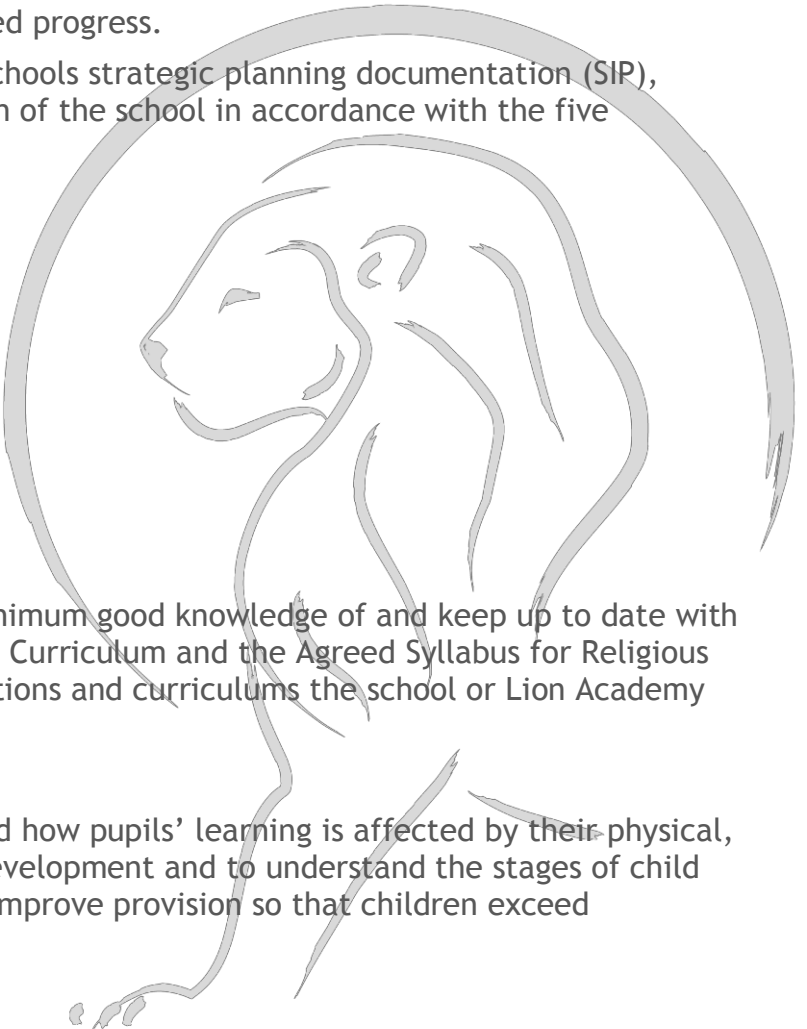 ed progress.
chools strategic planning documentation (SIP),
n of the school in accordance with the five
nimum good knowledge of and keep up to date with
Curriculum and the Agreed Syllabus for Religious
tions and curriculums the school or Lion Academy
d how pupils’ learning is affected by their physical,
evelopment and to understand the stages of child
improve provision so that children exceed